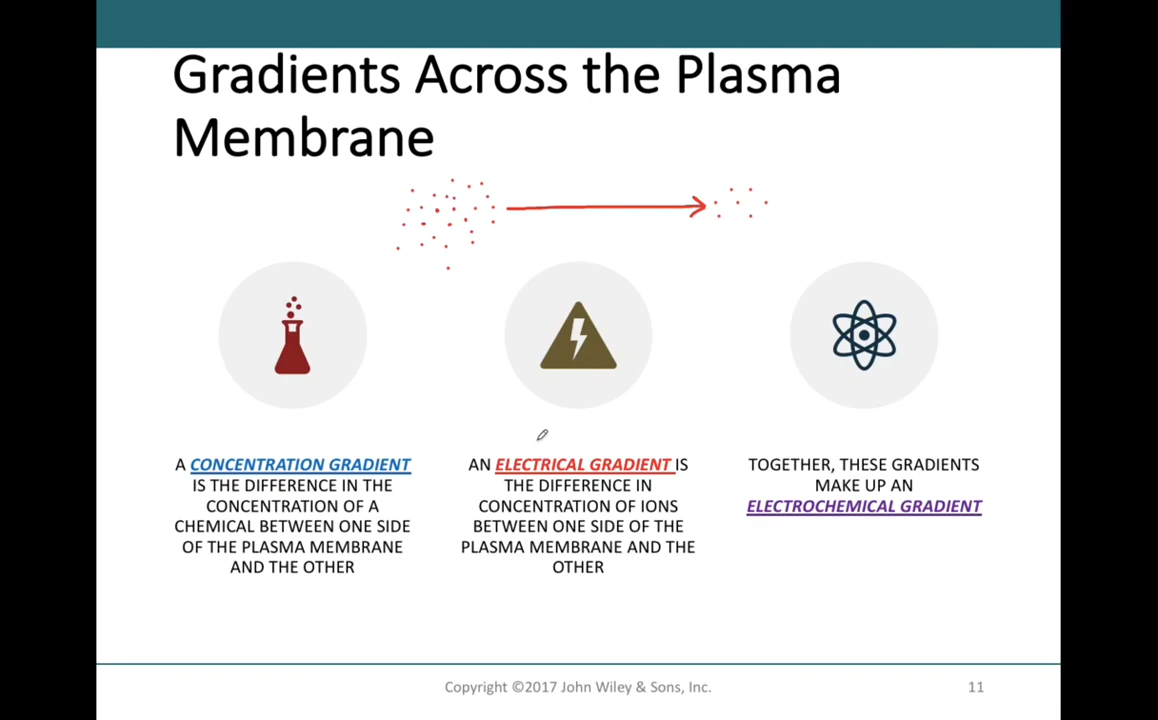 Gradients Across the Plasma
Membrane
A CONCENTRATION GRADIENT
IS THE DIFFERENCE IN THE
CONCENTRATION OF A
CHEMICAL BETWEEN ONE SIDE
OF THE PLASMA MEMBRANE
AND THE OTHER
AN ELECTRICAL GRADIENT IS
THE DIFFERENCE IN
CONCENTRATION OF IONS
BETWEEN ONE SIDE OF THE
PLASMA MEMBRANE AND THE
OTHER
TOGETHER, THESE GRADIENTS
MAKE UP AN
ELECTROCHEMICAL GRADIENT
Copyright ©2017 John Wiley & Sons, Inc.
11